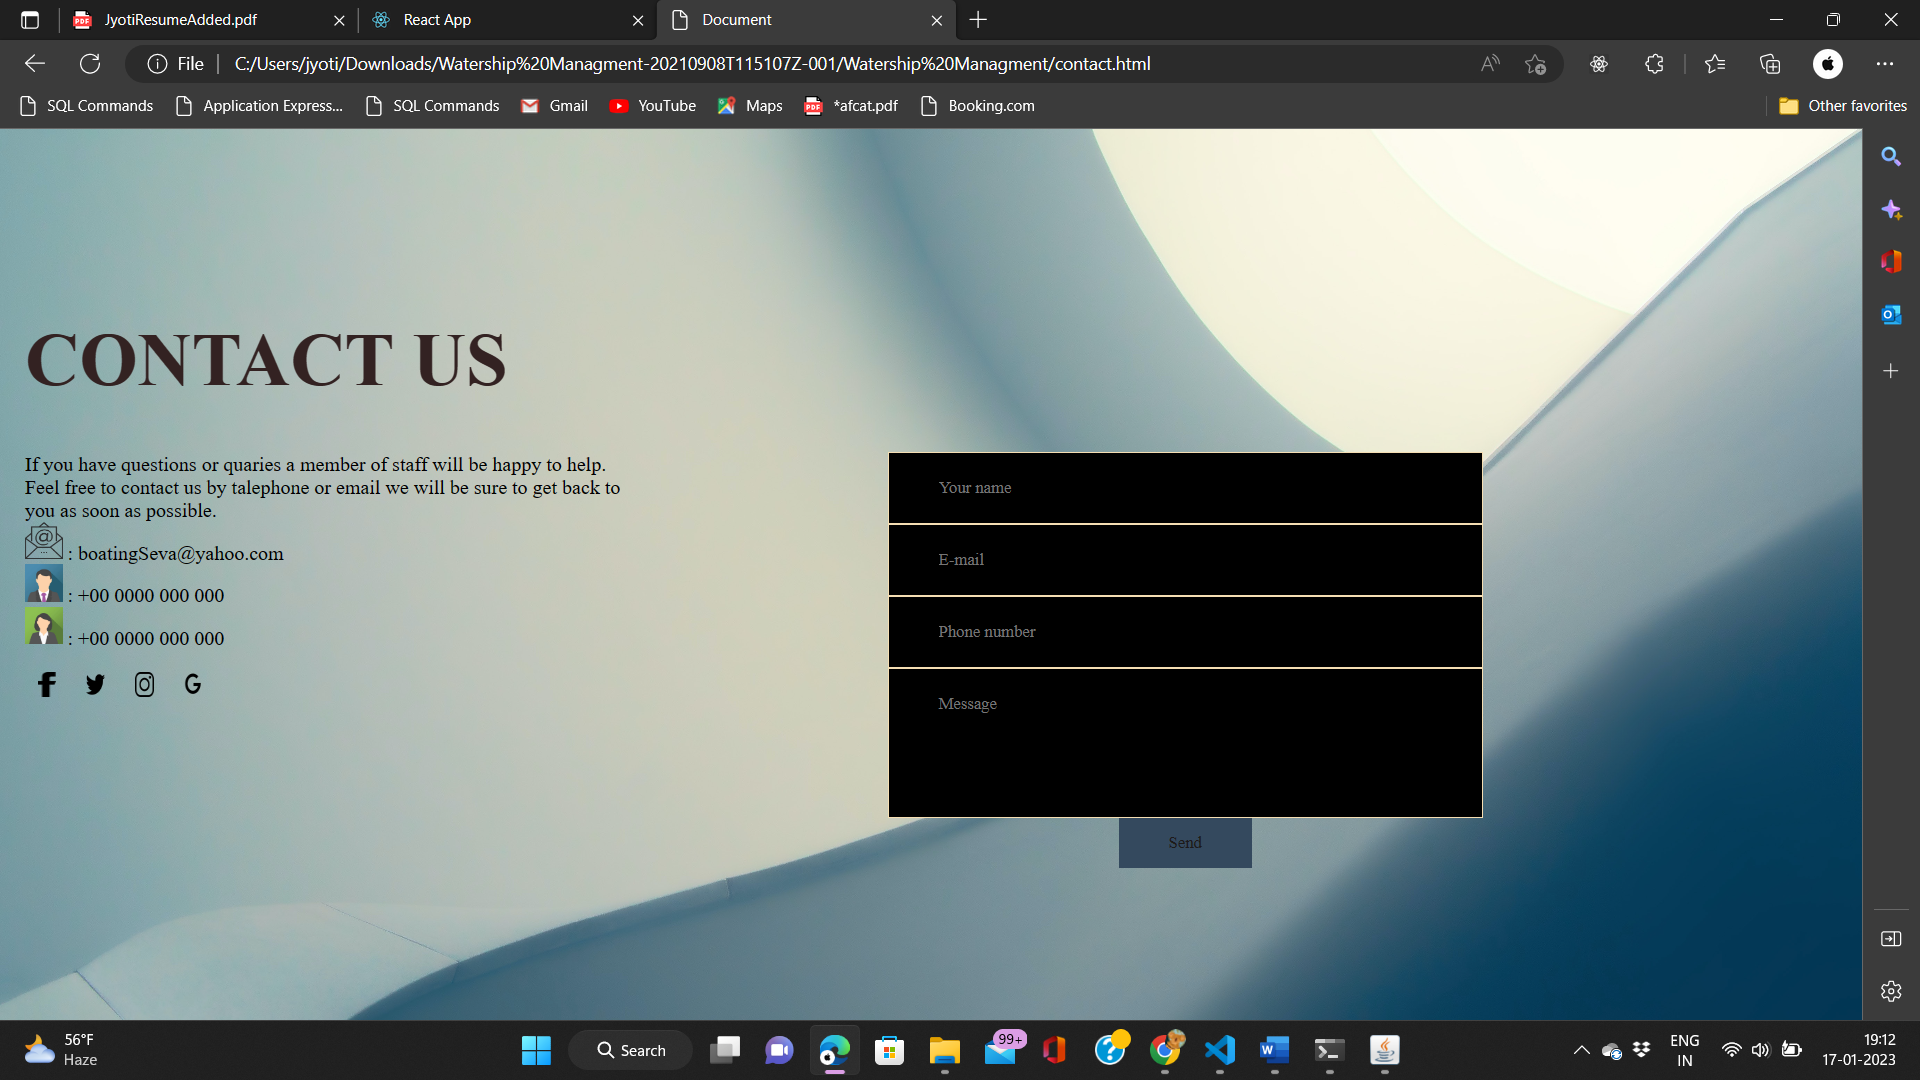 JyotiResumeAdded.pdf
React App
Document
File
C:/Users/jyoti/Downloads/Watership%20Managment-20210908T115107Z-001/Watership%20Managment/contact.html
SQL Commands
Application Express...
SQL Commands
Gmail
YouTube
Maps
*afcat.pdf
Booking.com
Other favorites
CONTACT US
If you have questions or quaries a member of staff will be happy to help.
Feel free to contact us by talephone or email we will be sure to get back to
you as soon as possible.
: boatingSeva@yahoo.com
: +00 0000 000 000
: +00 0000 000 000
Your name
E-mail
Phone number
Message
Send
56°F
Haze
Search
99+
ENG
IN
19:12
17-01-2023